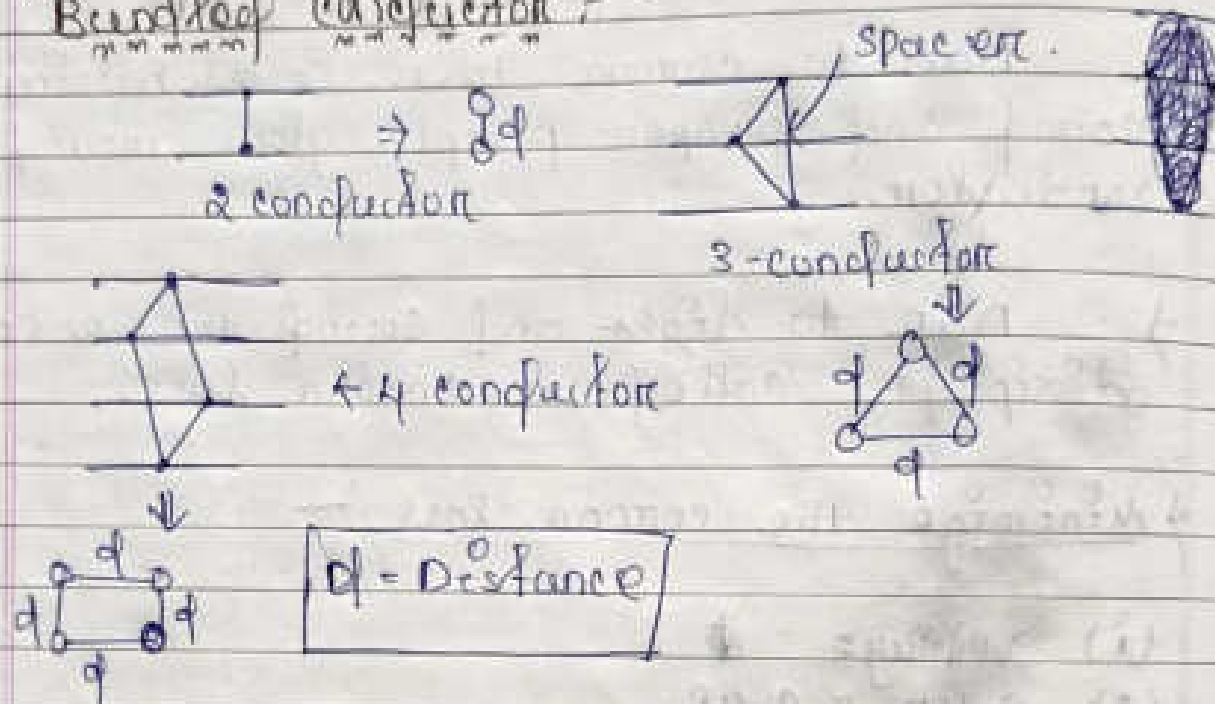 Bundled Conductor :-
Spacer.
⇒ d
2 conductor
3-conductor
⇓
← 4 conductor
d d
d
⇓
d
d d
d
d - Distance